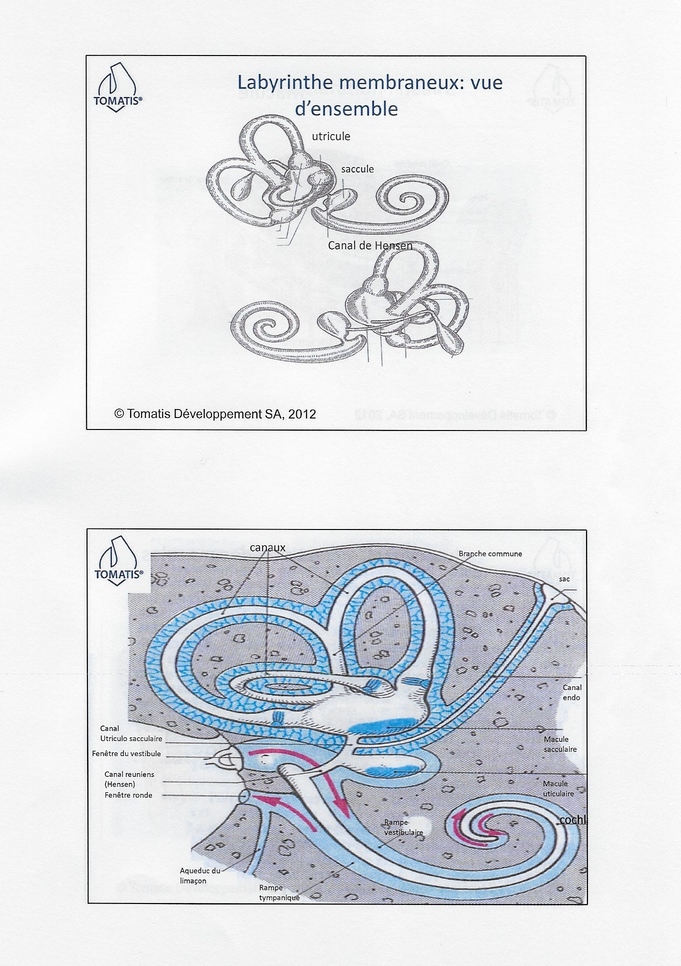 TOMATIS®
Labyrinthe membraneux: vue
d'ensemble
utricule
saccule
Canal de Hensen
© Tomatis Développement SA, 2012
TOMATIS®
canaux
Branche commune
sac
Canal
endo
Canal
Utriculo sacculaire
Macule
sacculaire
Fenêtre du vestibule
Canal reuniens
(Hensen)
Macule
uticulaire
Fenêtre ronde
cochl
Rampe
vestibulaire
Aqueduc du
limaçon
Rampe
tympanique